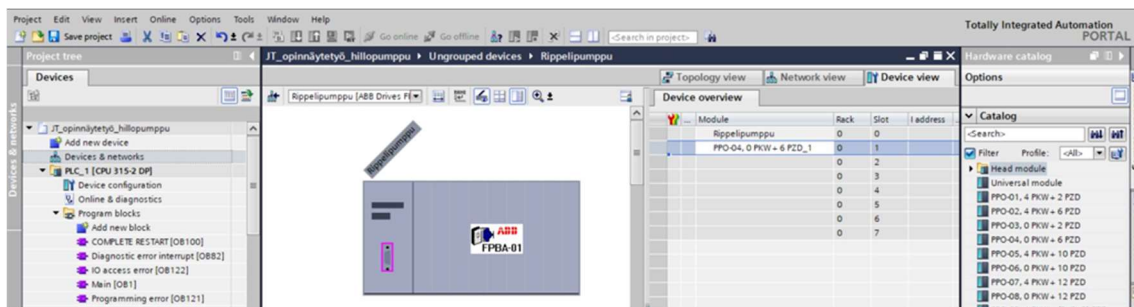 Project Edit View Insert Online Options Tools Window Help
Totally Integrated Automation
PORTAL
Save project
Go online
Go offline
<Search in project>
Project tree
JT_opinnäytetyö_hillopumppu ▸ Ungrouped devices ▸ Rippelipumppu
Hardware catalog
Devices
Topology view
Network view
Device view
Options
Rippelipumppu [ABB Drives
Device overview
Devices & networks
JT_opinnäytetyö_hillopumppu
Add new device
Devices & networks
PLC_1 [CPU 315-2 DP]
Device configuration
Online & diagnostics
Program blocks
Add new block
COMPLETE RESTART [OB100]
Diagnostic error interrupt [OB82]
IO access error [OB122]
Main [OB1]
Programming error [OB121]
Rippelipumppu
ABB
FPBA-01
... Module Rack Slot I address
Rippelipumppu 0 0
PPO-04, 0 PKW + 6 PZD_1 0 1
0 2
0 3
0 4
0 5
0 6
0 7
Catalog
<Search>
Filter Profile: <All>
Head module
Universal module
PPO-01, 4 PKW + 2 PZD
PPO-02, 4 PKW + 6 PZD
PPO-03, 0 PKW + 2 PZD
PPO-04, 0 PKW + 6 PZD
PPO-05, 4 PKW + 10 PZD
PPO-06, 0 PKW + 10 PZD
PPO-07, 4 PKW + 12 PZD
PPO-08, 0 PKW + 12 PZD